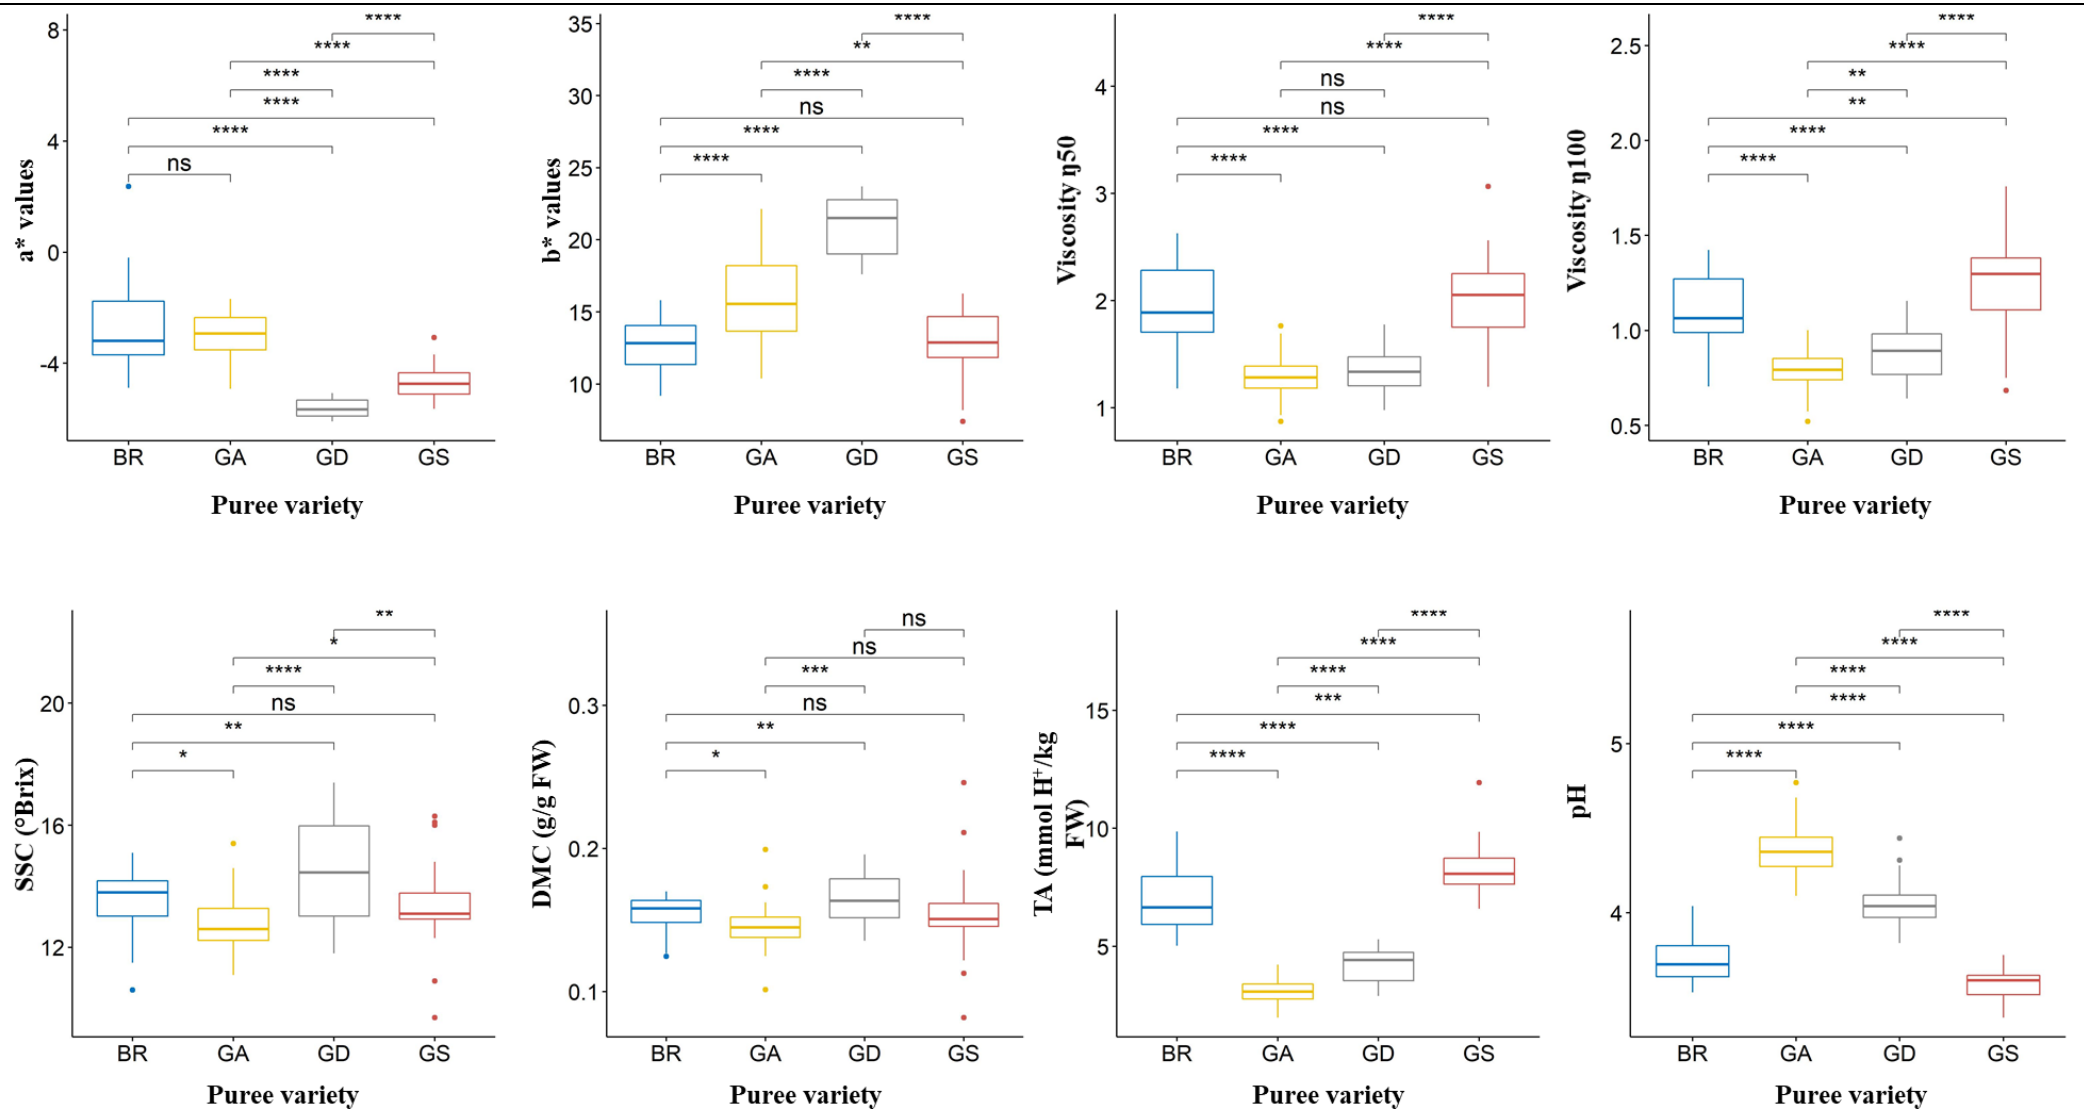 ****
****
****
****
****
ns
8
4
0
-4
a* values
BR GA GD GS
Puree variety
****
**
****
ns
****
****
35
30
25
20
15
10
b* values
BR GA GD GS
Puree variety
****
****
ns
ns
****
****
4
3
2
1
Viscosity ŋ50
BR GA GD GS
Puree variety
****
****
**
**
****
****
2.5
2.0
1.5
1.0
0.5
Viscosity ŋ100
BR GA GD GS
Puree variety
**
*
****
ns
**
*
20
16
12
SSC (°Brix)
BR GA GD GS
Puree variety
ns
ns
***
ns
**
*
0.3
0.2
0.1
DMC (g/g FW)
BR GA GD GS
Puree variety
****
****
****
***
****
****
15
10
5
TA (mmol H⁺/kg
FW)
BR GA GD GS
Puree variety
****
****
****
****
****
****
5
4
pH
BR GA GD GS
Puree variety